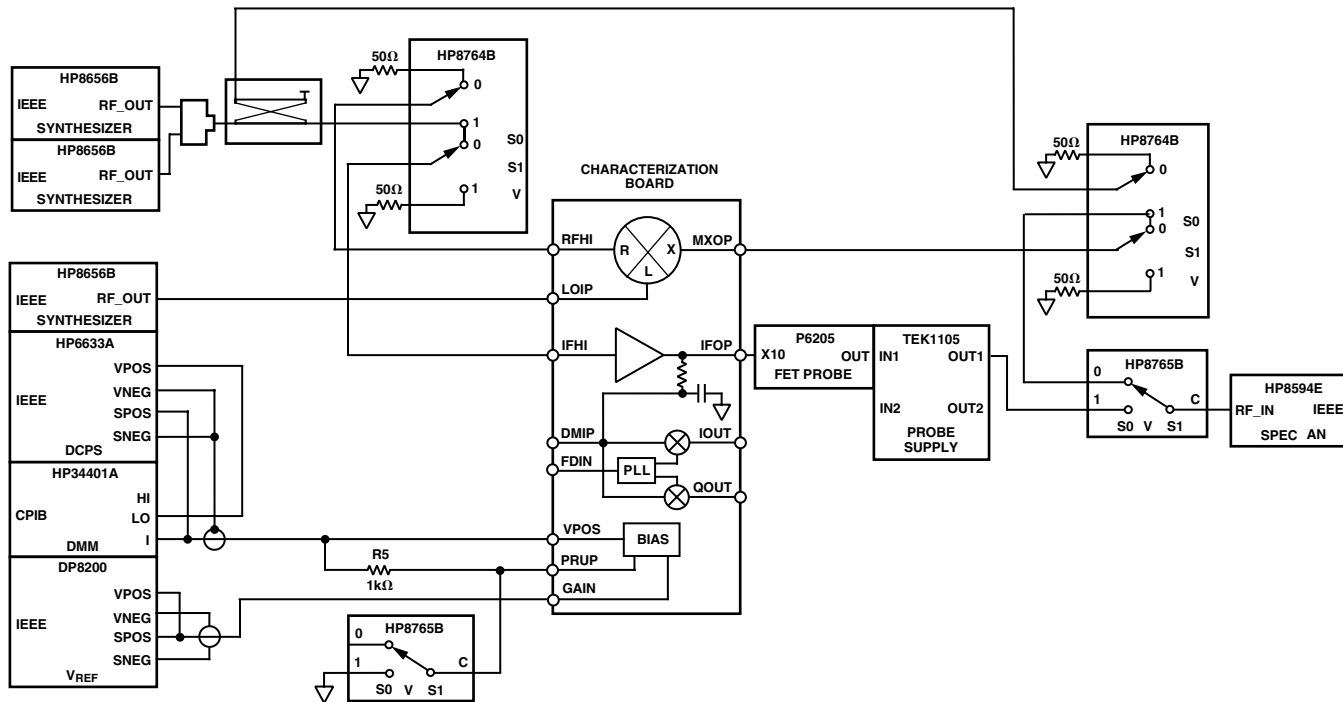 HP8656B
IEEE RF_OUT
SYNTHESIZER
HP8656B
IEEE RF_OUT
SYNTHESIZER
50Ω
HP8764B
0
1
0
S0
S1
50Ω
1
V
HP8764B
50Ω
0
1
0
S0
S1
50Ω
1
V
CHARACTERIZATION
BOARD
RFHI
R
X
L
MXOP
LOIP
IFHI
IFOP
DMIP
IOUT
FDIN
PLL
QOUT
VPOS
BIAS
PRUP
GAIN
HP8656B
IEEE RF_OUT
SYNTHESIZER
HP6633A
VPOS
VNEG
IEEE
SPOS
SNEG
DCPS
HP34401A
HI
CPIB
LO
I
DMM
DP8200
VPOS
VNEG
IEEE
SPOS
SNEG
VREF
R5
1kΩ
HP8765B
0
1
C
S0 V S1
P6205
X10 OUT
FET PROBE
TEK1105
IN1 OUT1
IN2 OUT2
PROBE
SUPPLY
HP8765B
0
1
C
S0 V S1
HP8594E
RF_IN IEEE
SPEC AN